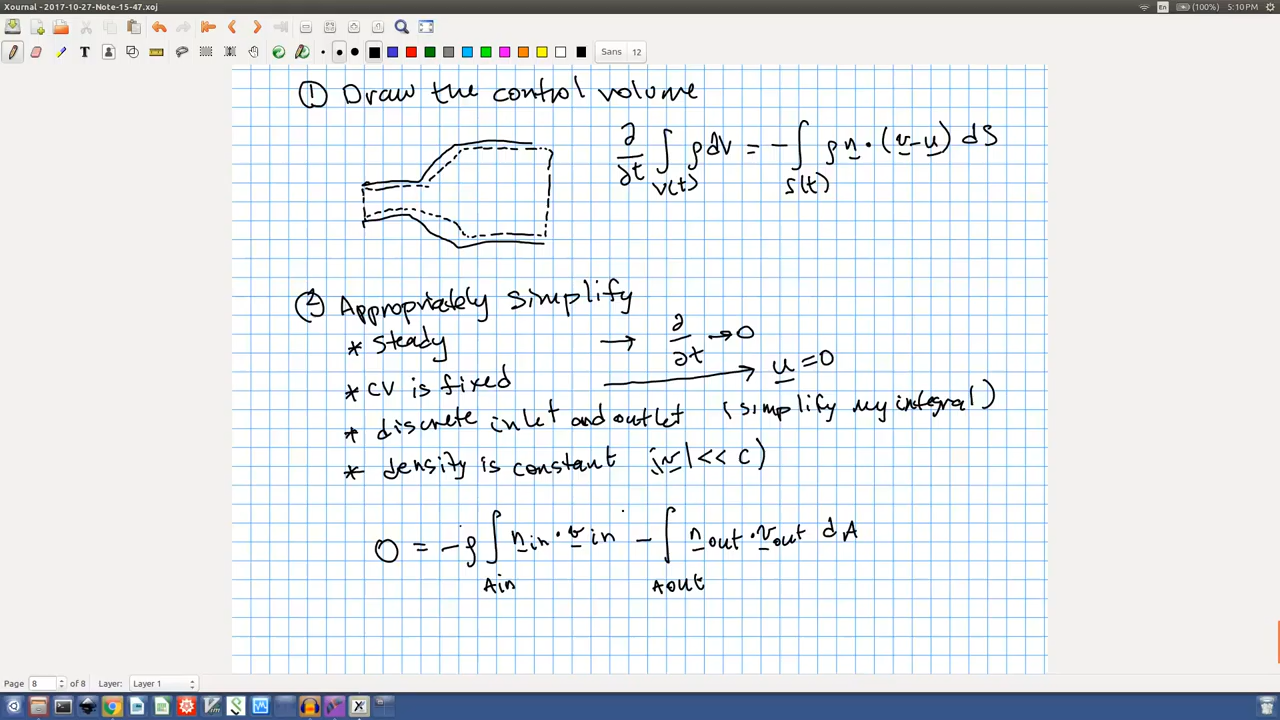 Xournal - 2017-10-27-Note-15-47.xoj
En (100%) 5:10 PM
Sans 12
① Draw the control volume
∂/∂t ∫V(t) ρ dV = - ∫S(t) ρ n · (v-u) dS
② Appropriately simplify
* steady → ∂/∂t → 0
* CV is fixed → u = 0
* discrete inlet and outlet (simplify my integral)
* density is constant |v| << c)
0 = -ρ ∫Ain nin · vin - ∫Aout nout · vout dA
Page 8 of 8 Layer: Layer 1